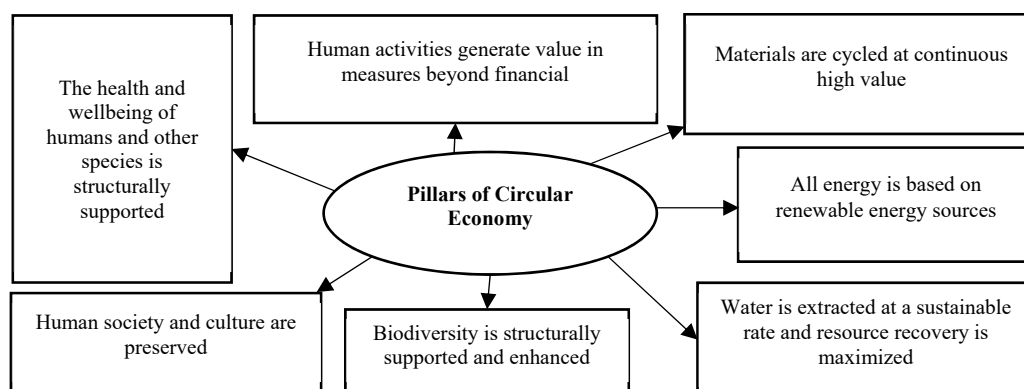 The health and
wellbeing of
humans and other
species is
structurally
supported
Human activities generate value in
measures beyond financial
Materials are cycled at continuous
high value
Pillars of Circular
Economy
All energy is based on
renewable energy sources
Human society and culture are
preserved
Biodiversity is structurally
supported and enhanced
Water is extracted at a sustainable
rate and resource recovery is
maximized